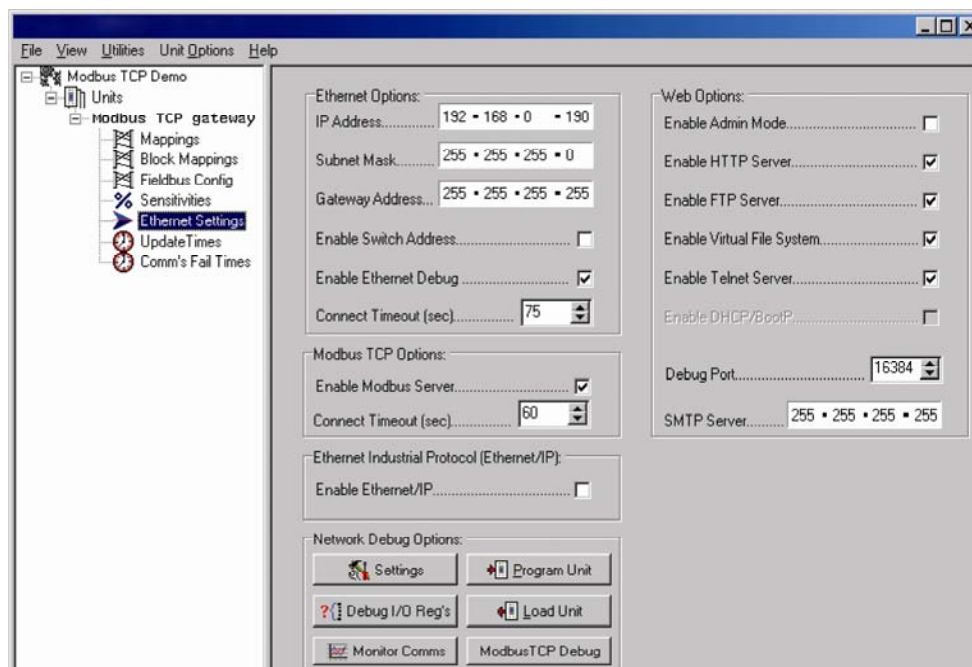 File View Utilities Unit Options Help
Modbus TCP Demo
Units
Modbus TCP gateway
Mappings
Block Mappings
Fieldbus Config
Sensitivities
Ethernet Settings
UpdateTimes
Comm's Fail Times
Ethernet Options:
IP Address............. 192 • 168 • 0 • 190
Subnet Mask........... 255 • 255 • 255 • 0
Gateway Address... 255 • 255 • 255 • 255
Enable Switch Address.............................
Enable Ethernet Debug ...........................
Connect Timeout (sec)................ 75
Modbus TCP Options:
Enable Modbus Server............................
Connect Timeout (sec)............... 60
Ethernet Industrial Protocol (Ethernet/IP):
Enable Ethernet/IP..................................
Network Debug Options:
Settings
Program Unit
?{] Debug I/O Reg's
Load Unit
Monitor Comms
ModbusTCP Debug
Web Options:
Enable Admin Mode.................................
Enable HTTP Server................................
Enable FTP Server..................................
Enable Virtual File System.........................
Enable Telnet Server................................
Enable DHCP/BootP................................
Debug Port................................ 16384
SMTP Server......... 255 • 255 • 255 • 255